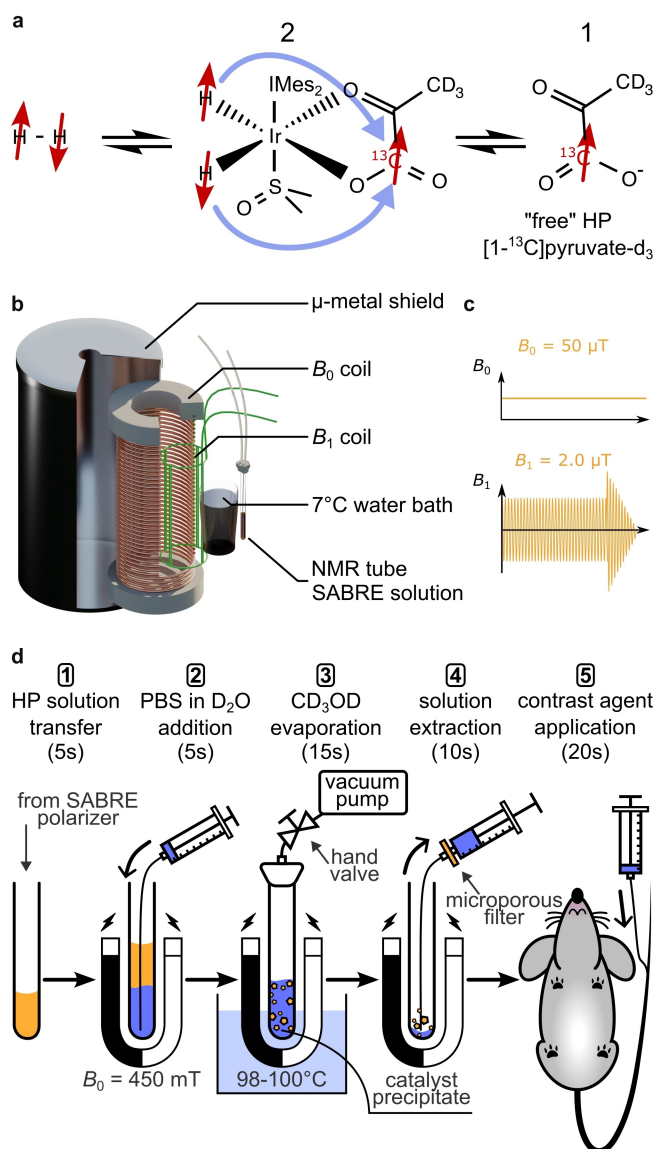 a
2
1
IMes₂
H
O
CD₃
CD₃
H - H
Ir
¹³C
¹³C
H
O
O
O
O⁻
S
O
"free" HP
[1-¹³C]pyruvate-d₃
b
μ-metal shield
B₀ coil
B₁ coil
7°C water bath
NMR tube
SABRE solution
c
B₀ = 50 μT
B₀
B₁ = 2.0 μT
B₁
d
1
HP solution
transfer
(5s)
2
PBS in D₂O
addition
(5s)
3
CD₃OD
evaporation
(15s)
4
solution
extraction
(10s)
5
contrast agent
application
(20s)
from SABRE
polarizer
vacuum
pump
hand
valve
microporous
filter
B₀ = 450 mT
98-100°C
catalyst
precipitate